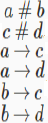 a # b
c # d
a → c
a → d
b → c
b → d